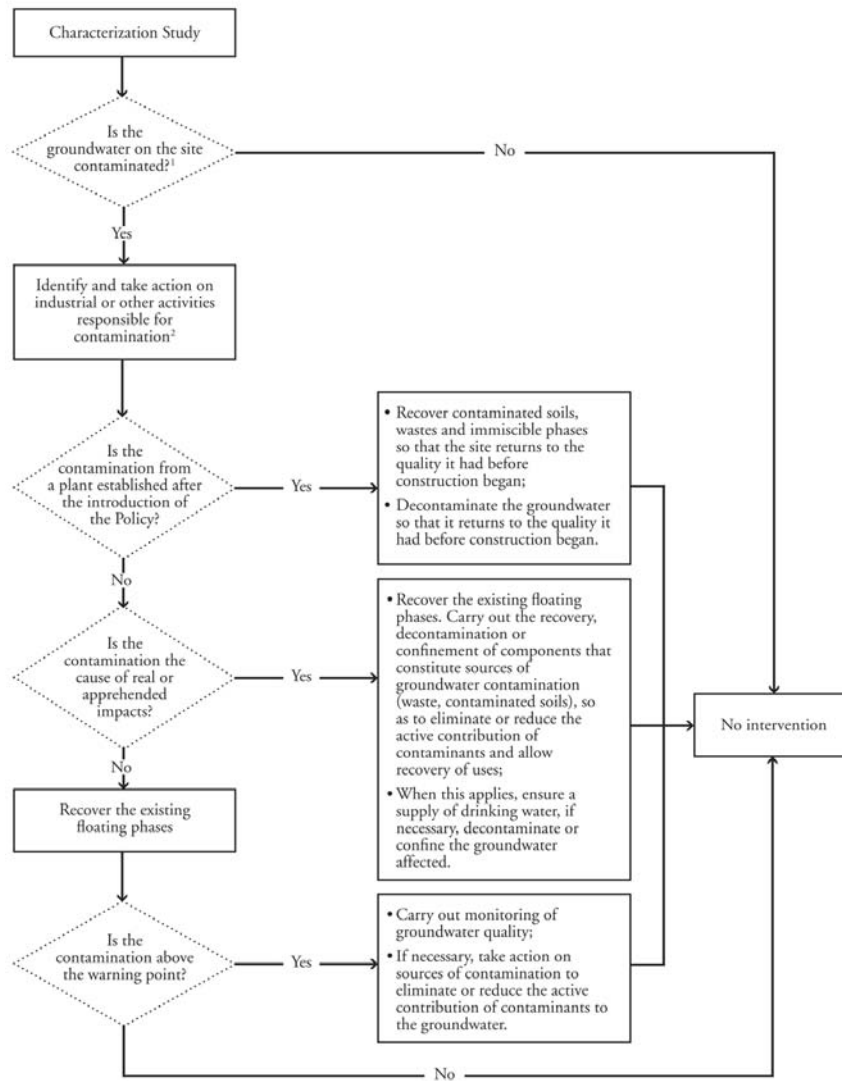 Characterization Study
Is the
groundwater on the site
contaminated?¹
No
Yes
Identify and take action on
industrial or other activities
responsible for
contamination²
Is the
contamination from
a plant established after
the introduction of
the Policy?
Yes
• Recover contaminated soils,
wastes and immiscible phases
so that the site returns to the
quality it had before
construction began;
• Decontaminate the groundwater
so that it returns to the quality it
had before construction began.
No
Is the
contamination the
cause of real or
apprehended
impacts?
Yes
• Recover the existing floating
phases. Carry out the recovery,
decontamination or
confinement of components that
constitute sources of
groundwater contamination
(waste, contaminated soils), so
as to eliminate or reduce the
active contribution of
contaminants and allow
recovery of uses;
• When this applies, ensure a
supply of drinking water, if
necessary, decontaminate or
confine the groundwater
affected.
No intervention
No
Recover the existing
floating phases
Is the
contamination above
the warning point?
Yes
• Carry out monitoring of
groundwater quality;
• If necessary, take action on
sources of contamination to
eliminate or reduce the active
contribution of contaminants to
the groundwater.
No